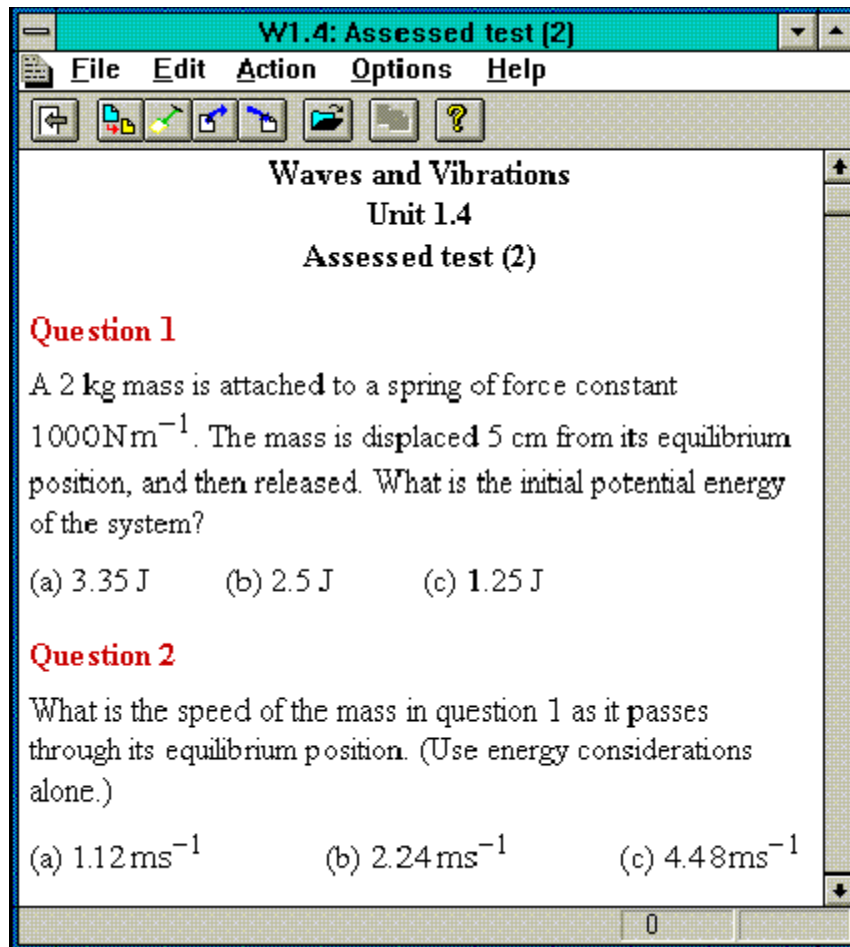 W1.4: Assessed test (2)
File Edit Action Options Help
?
Waves and Vibrations
Unit 1.4
Assessed test (2)
Question 1
A 2 kg mass is attached to a spring of force constant
1000Nm⁻¹. The mass is displaced 5 cm from its equilibrium
position, and then released. What is the initial potential energy
of the system?
(a) 3.35 J (b) 2.5 J (c) 1.25 J
Question 2
What is the speed of the mass in question 1 as it passes
through its equilibrium position. (Use energy considerations
alone.)
(a) 1.12ms⁻¹ (b) 2.24ms⁻¹ (c) 4.48ms⁻¹
0